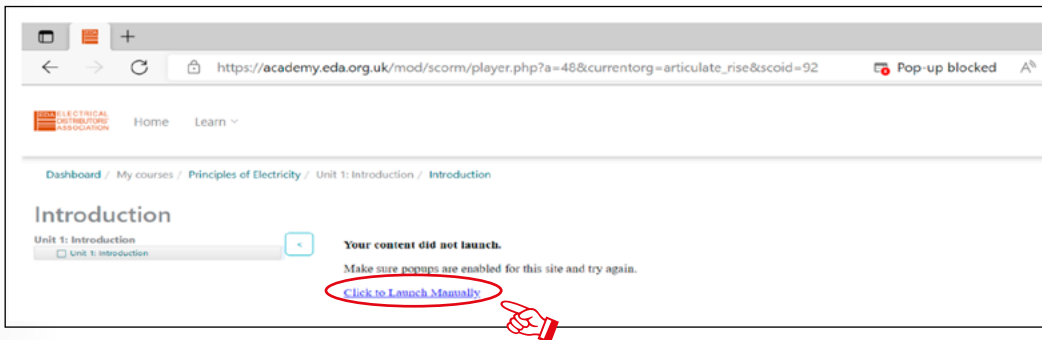 https://academy.eda.org.uk/mod/scorm/player.php?a=48&currentorg=articulate_rise&scoid=92 Pop-up blocked A
EDA ELECTRICAL DISTRIBUTORS' ASSOCIATION
Home Learn
Dashboard / My courses / Principles of Electricity / Unit 1: Introduction / Introduction
Introduction
Unit 1: Introduction
Unit 1: Introduction
<
Your content did not launch.
Make sure popups are enabled for this site and try again.
Click to Launch Manually